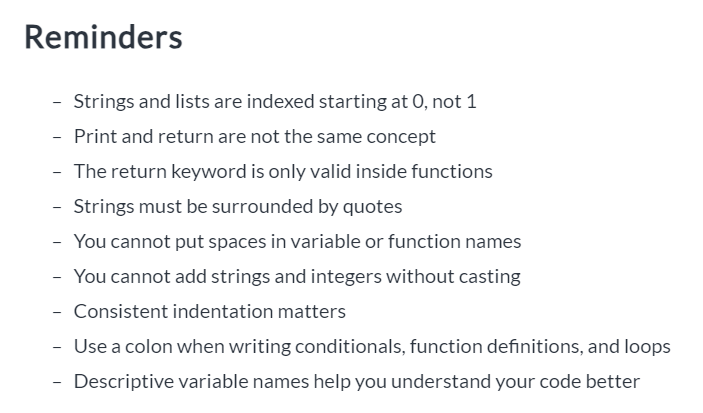 Reminders
– Strings and lists are indexed starting at 0, not 1
– Print and return are not the same concept
– The return keyword is only valid inside functions
– Strings must be surrounded by quotes
– You cannot put spaces in variable or function names
– You cannot add strings and integers without casting
– Consistent indentation matters
– Use a colon when writing conditionals, function definitions, and loops
– Descriptive variable names help you understand your code better